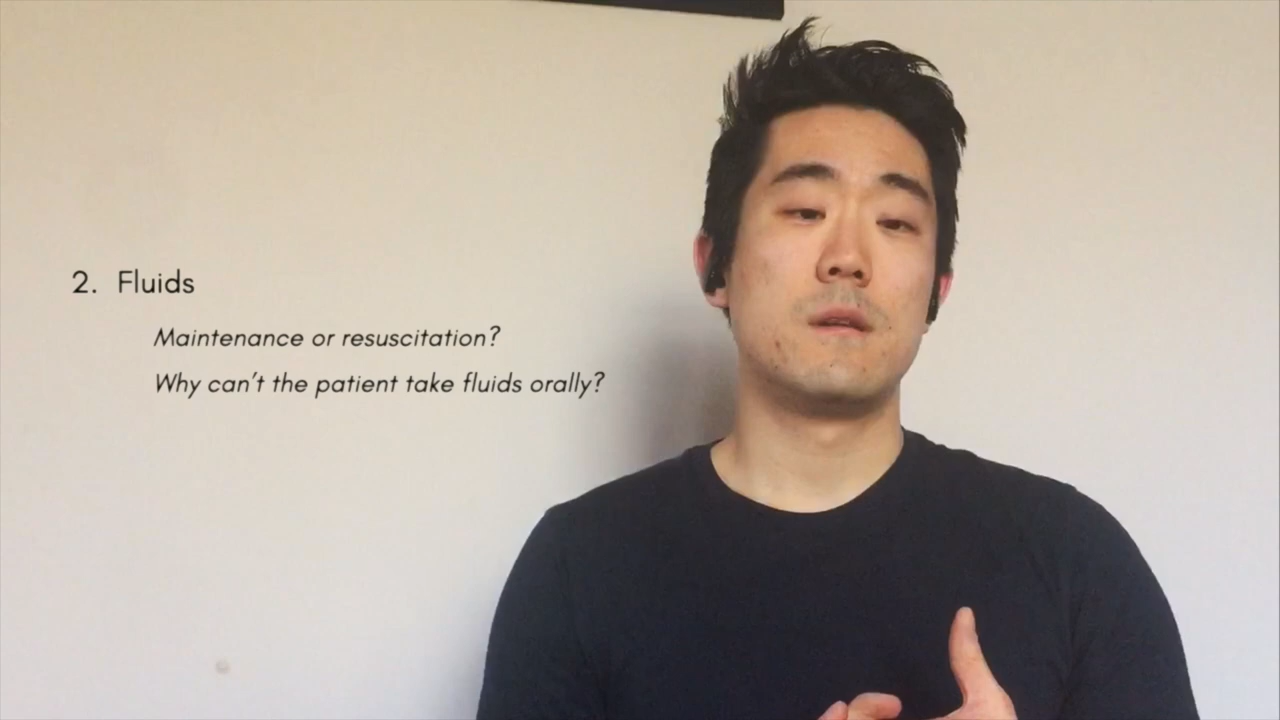 2. Fluids
Maintenance or resuscitation?
Why can't the patient take fluids orally?